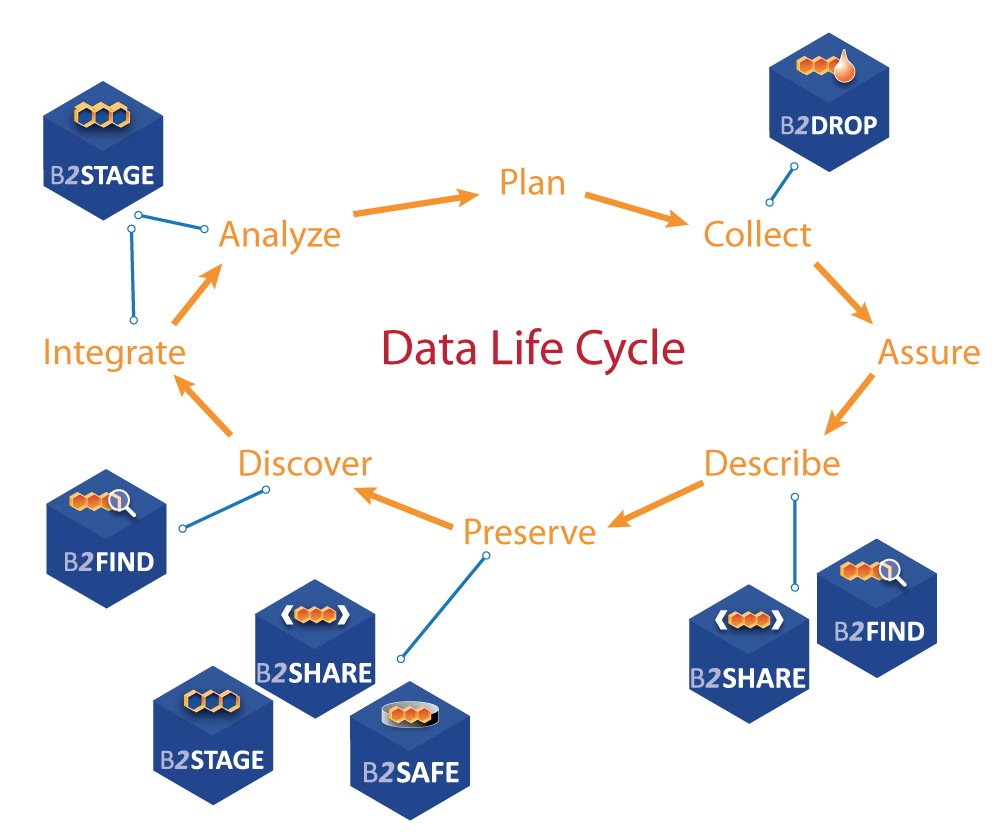 B2DROP
B2STAGE
Plan
Analyze
Collect
Data Life Cycle
Integrate
Assure
Discover
Describe
Preserve
B2FIND
B2SHARE
B2STAGE
B2SAFE
B2SHARE
B2FIND